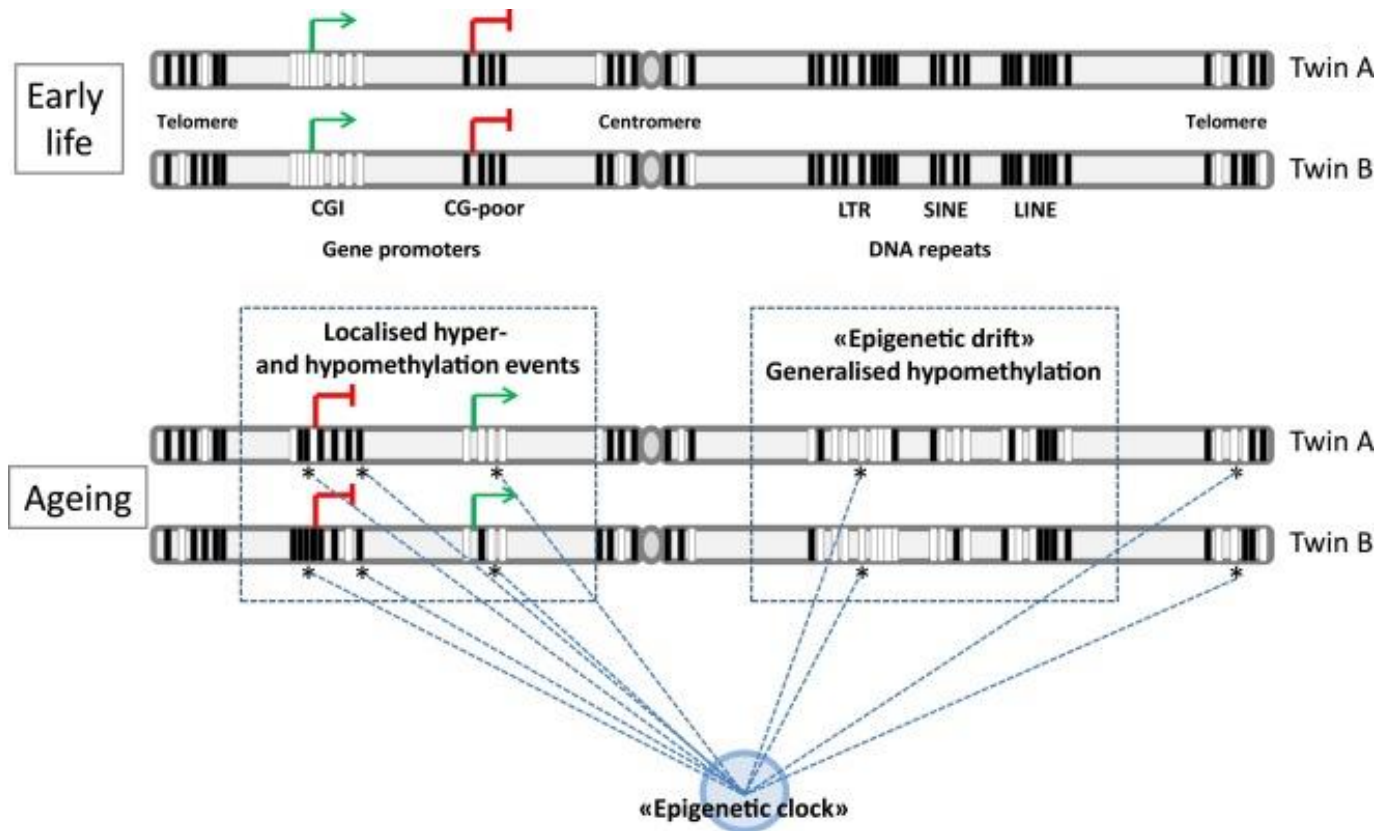 Early
life
Twin A
Telomere
Centromere
Telomere
Twin B
CGI
CG-poor
LTR
SINE
LINE
Gene promoters
DNA repeats
Localised hyper-
and hypomethylation events
«Epigenetic drift»
Generalised hypomethylation
Ageing
Twin A
* * * * *
Twin B
* * * * *
«Epigenetic clock»